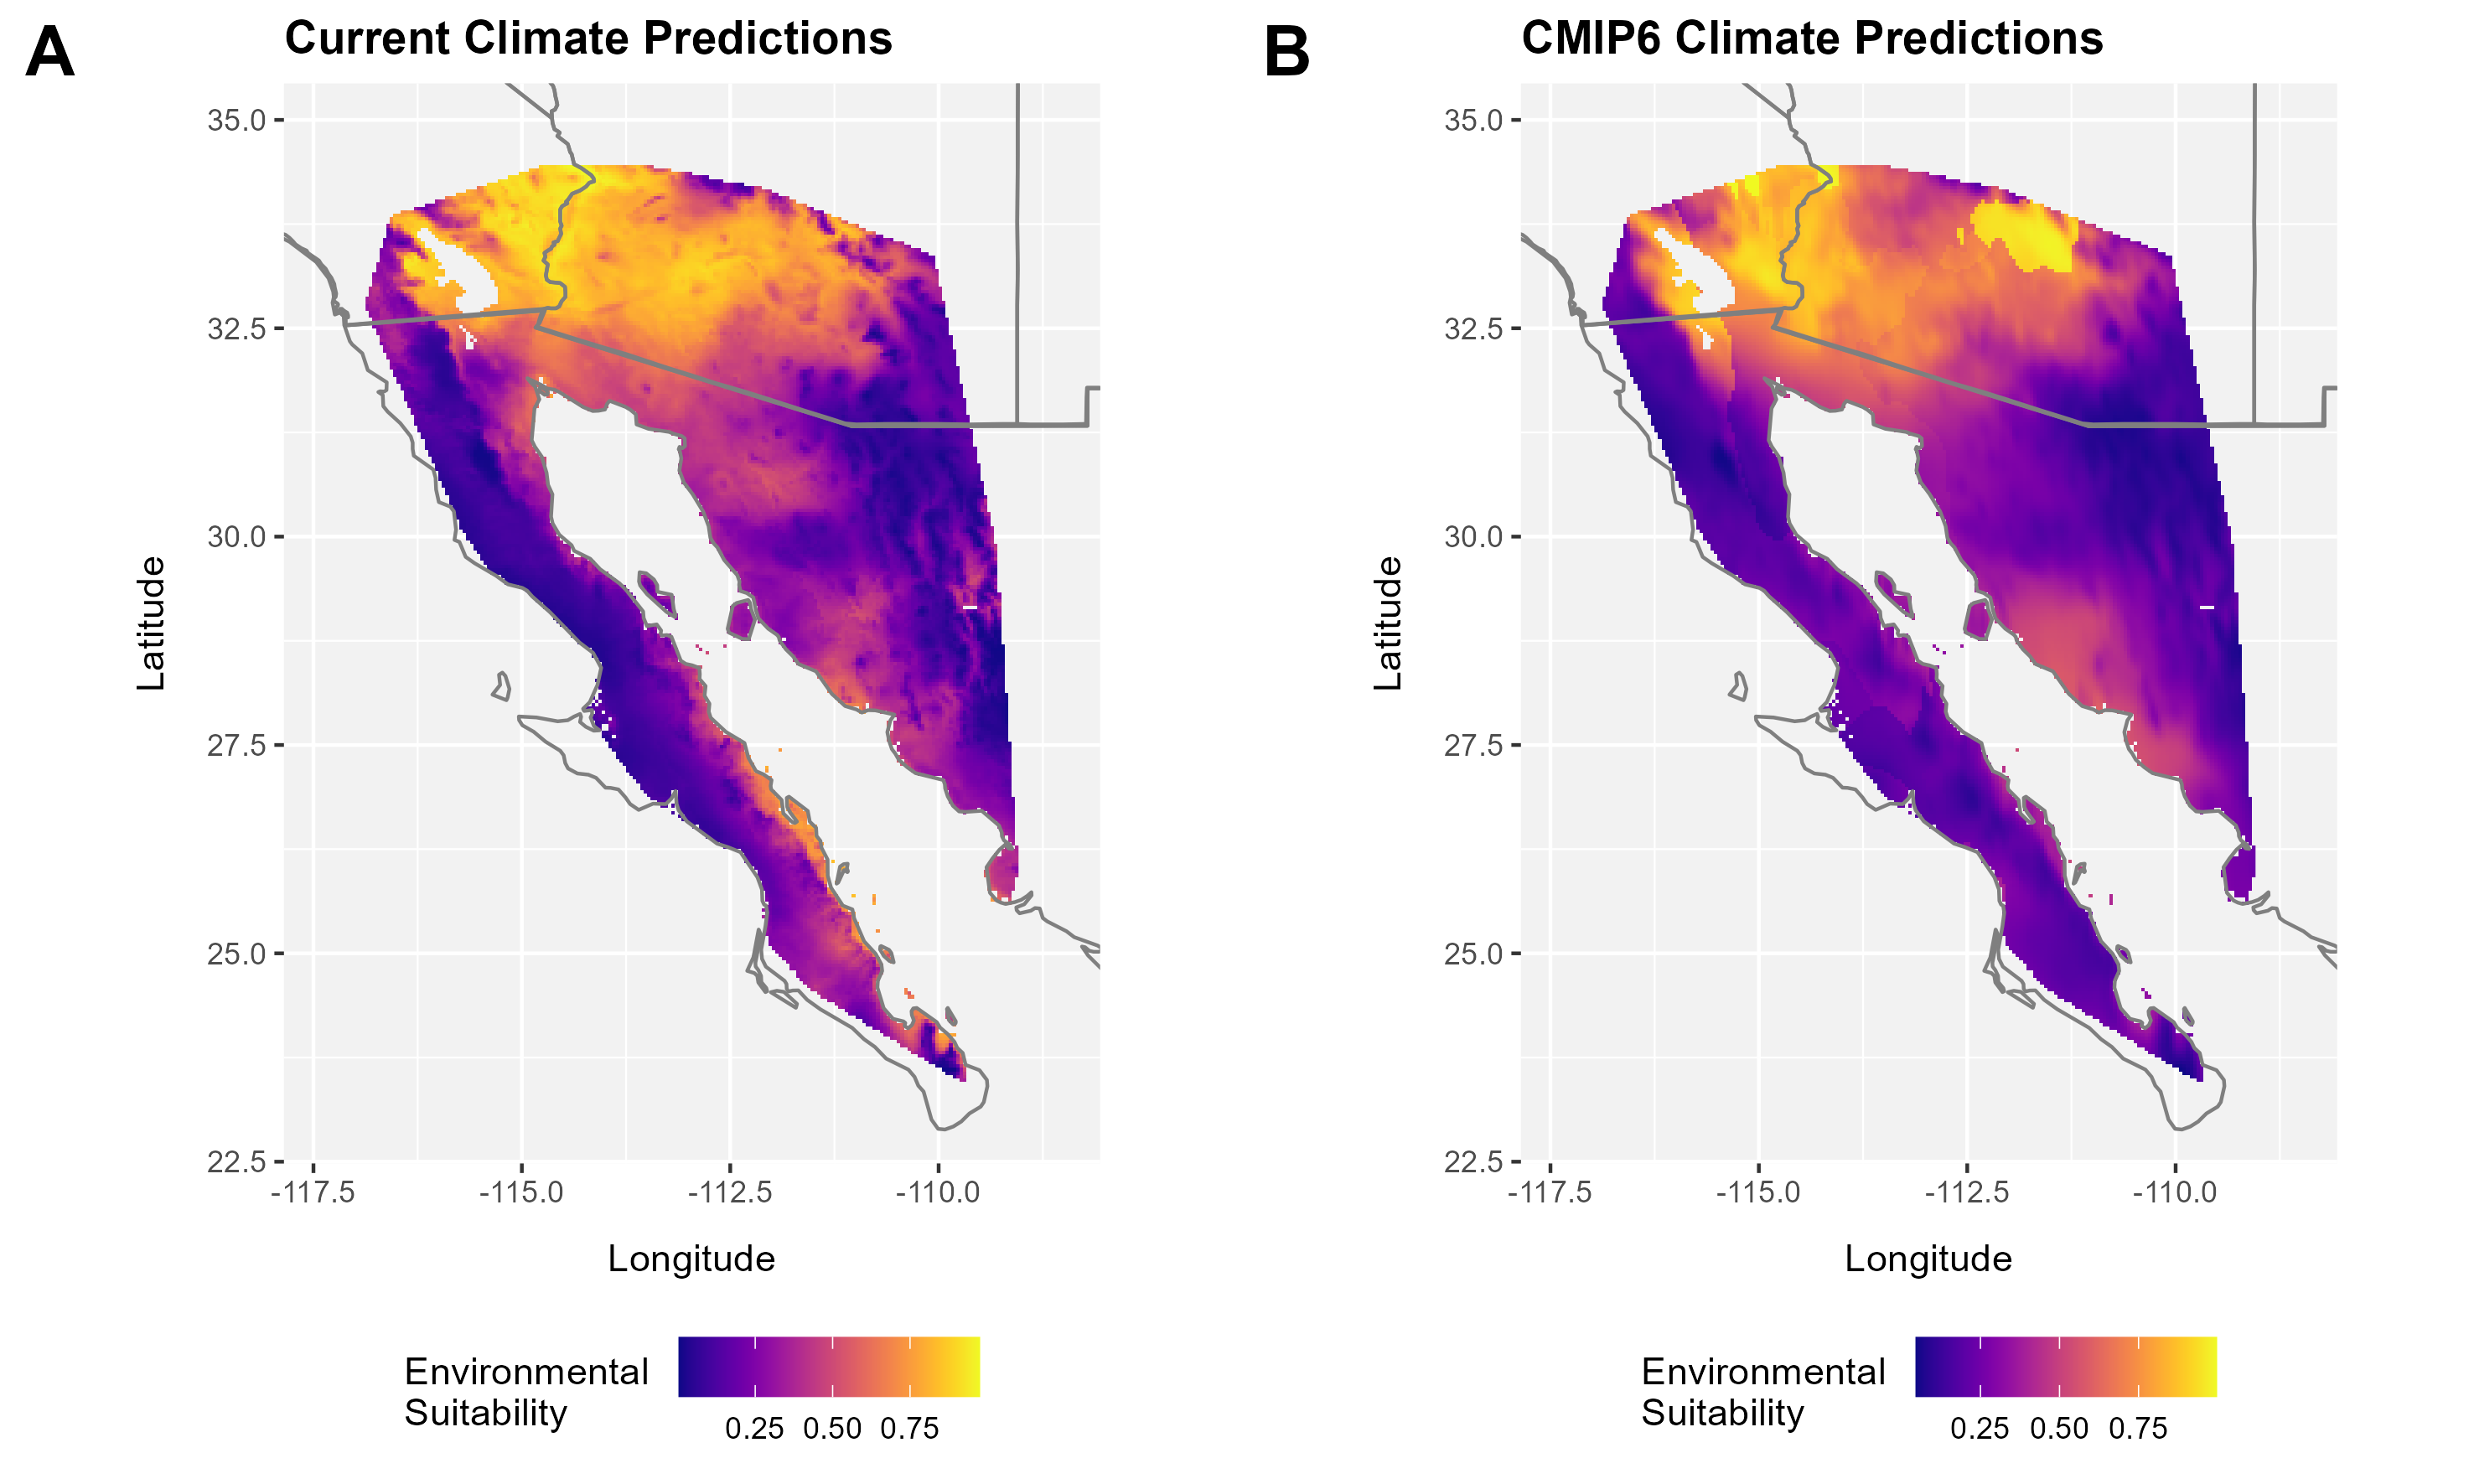 A
Current Climate Predictions
35.0
32.5
30.0
27.5
25.0
22.5
Latitude
-117.5 -115.0 -112.5 -110.0
Longitude
Environmental
Suitability
0.25 0.50 0.75
B
CMIP6 Climate Predictions
35.0
32.5
30.0
27.5
25.0
22.5
Latitude
-117.5 -115.0 -112.5 -110.0
Longitude
Environmental
Suitability
0.25 0.50 0.75